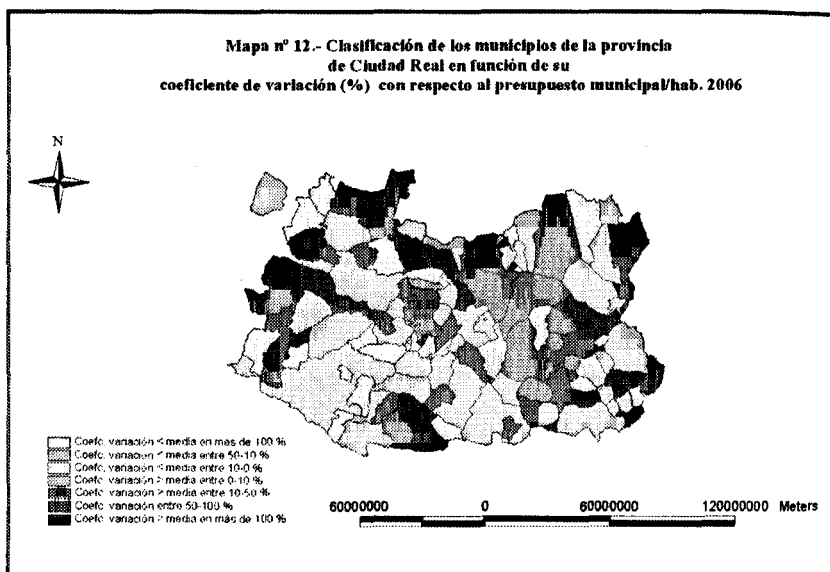 Mapa nº 12.- Clasificación de los municipios de la provincia
de Ciudad Real en función de su
coeficiente de variación (%) con respecto al presupuesto municipal/hab. 2006
N
Coefc. variación < media en mas de 100 %
Coefc. variación < media entre 50-10 %
Coefc. variación < media entre 10-0 %
Coefc. variación > media entre 0-10 %
Coefc. variación > media entre 10-50 %
Coefc. variación entre 50-100 %
Coefc. variación > media en más de 100 %
60000000 0 60000000 120000000 Meters